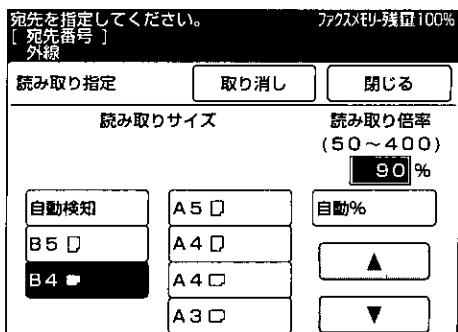 宛先を指定してください。 ファクスメモリー残量100%
[ 宛先番号 ]
外線
読み取り指定 取り消し 閉じる
読み取りサイズ 読み取り倍率
(50~400)
90 %
自動検知 A5 自動%
B5 A4
B4 A4
A3